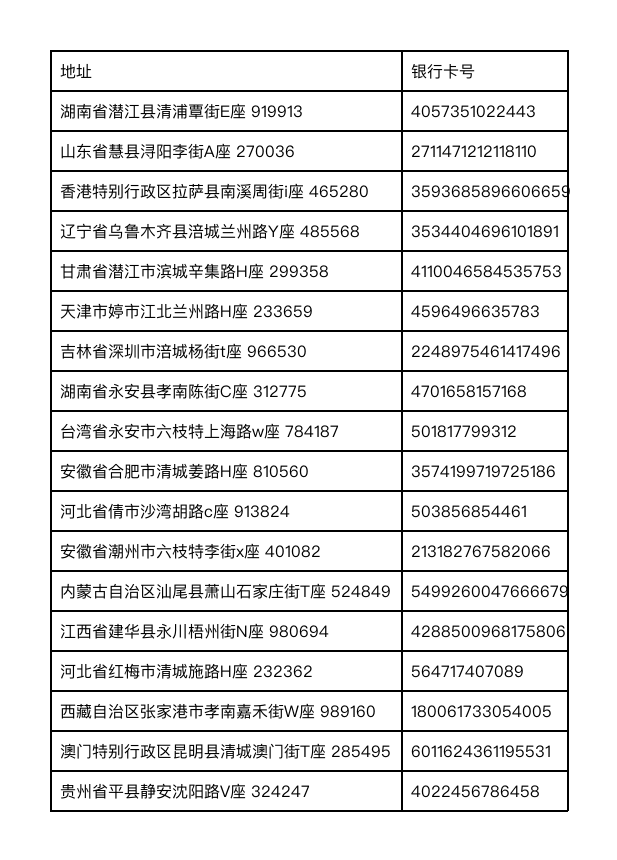 地址 银行卡号
湖南省潜江县清浦覃街E座 919913 4057351022443
山东省慧县浔阳李街A座 270036 2711471212118110
香港特别行政区拉萨县南溪周街i座 465280 3593685896606659
辽宁省乌鲁木齐县涪城兰州路Y座 485568 3534404696101891
甘肃省潜江市滨城辛集路H座 299358 4110046584535753
天津市婷市江北兰州路H座 233659 4596496635783
吉林省深圳市涪城杨街t座 966530 2248975461417496
湖南省永安县孝南陈街C座 312775 4701658157168
台湾省永安市六枝特上海路w座 784187 501817799312
安徽省合肥市清城姜路H座 810560 3574199719725186
河北省倩市沙湾胡路c座 913824 503856854461
安徽省潮州市六枝特李街x座 401082 213182767582066
内蒙古自治区汕尾县萧山石家庄街T座 524849 5499260047666679
江西省建华县永川梧州街N座 980694 4288500968175806
河北省红梅市清城施路H座 232362 564717407089
西藏自治区张家港市孝南嘉禾街W座 989160 180061733054005
澳门特别行政区昆明县清城澳门街T座 285495 6011624361195531
贵州省平县静安沈阳路V座 324247 4022456786458